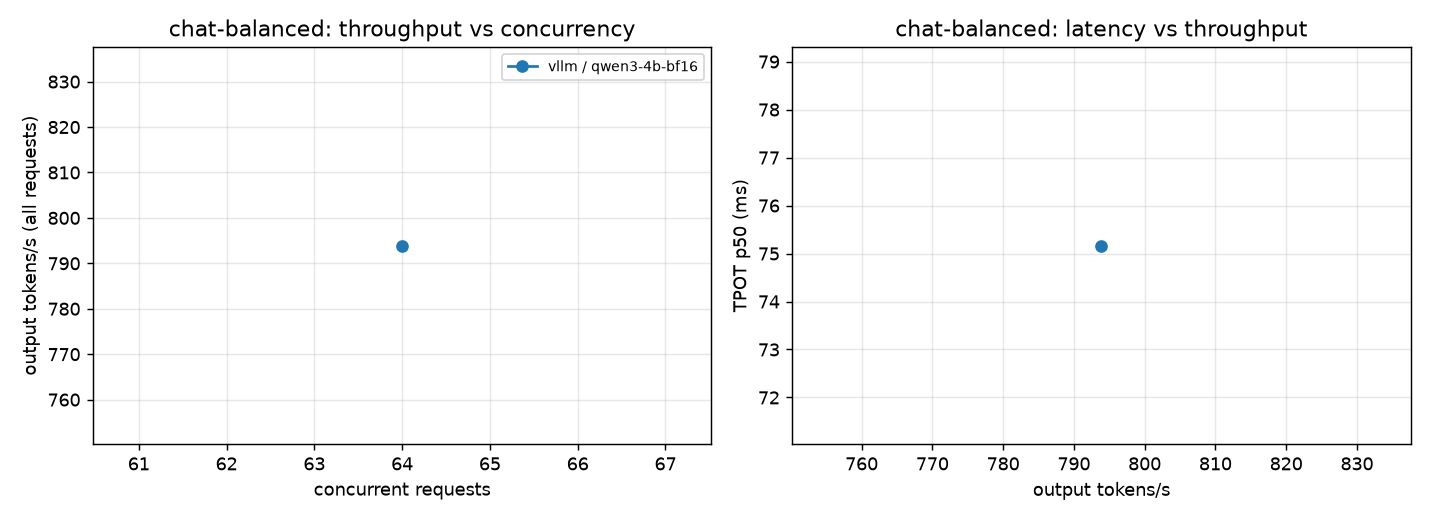 chat-balanced: throughput vs concurrency
vllm / qwen3-4b-bf16
output tokens/s (all requests)
830
820
810
800
790
780
770
760
61 62 63 64 65 66 67
concurrent requests
chat-balanced: latency vs throughput
TPOT p50 (ms)
79
78
77
76
75
74
73
72
760 770 780 790 800 810 820 830
output tokens/s